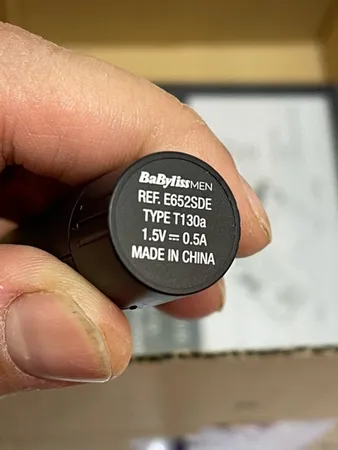 BaBylissMEN
REF. E652SDE
TYPE T130a
1.5V ⎓ 0.5A
MADE IN CHINA